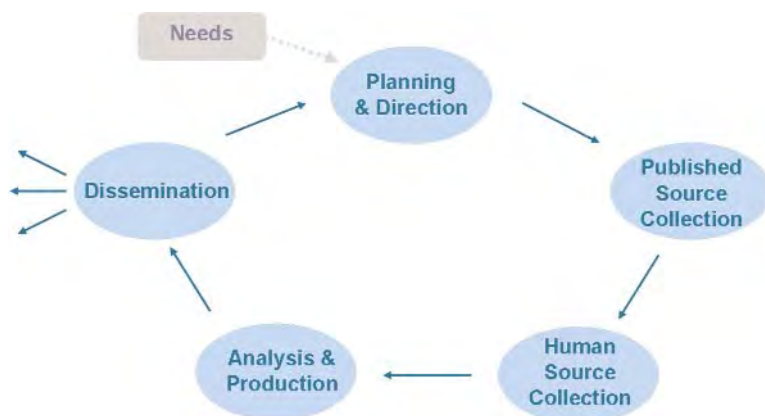 Needs
Planning
& Direction
Published
Source
Collection
Dissemination
Analysis &
Production
Human
Source
Collection